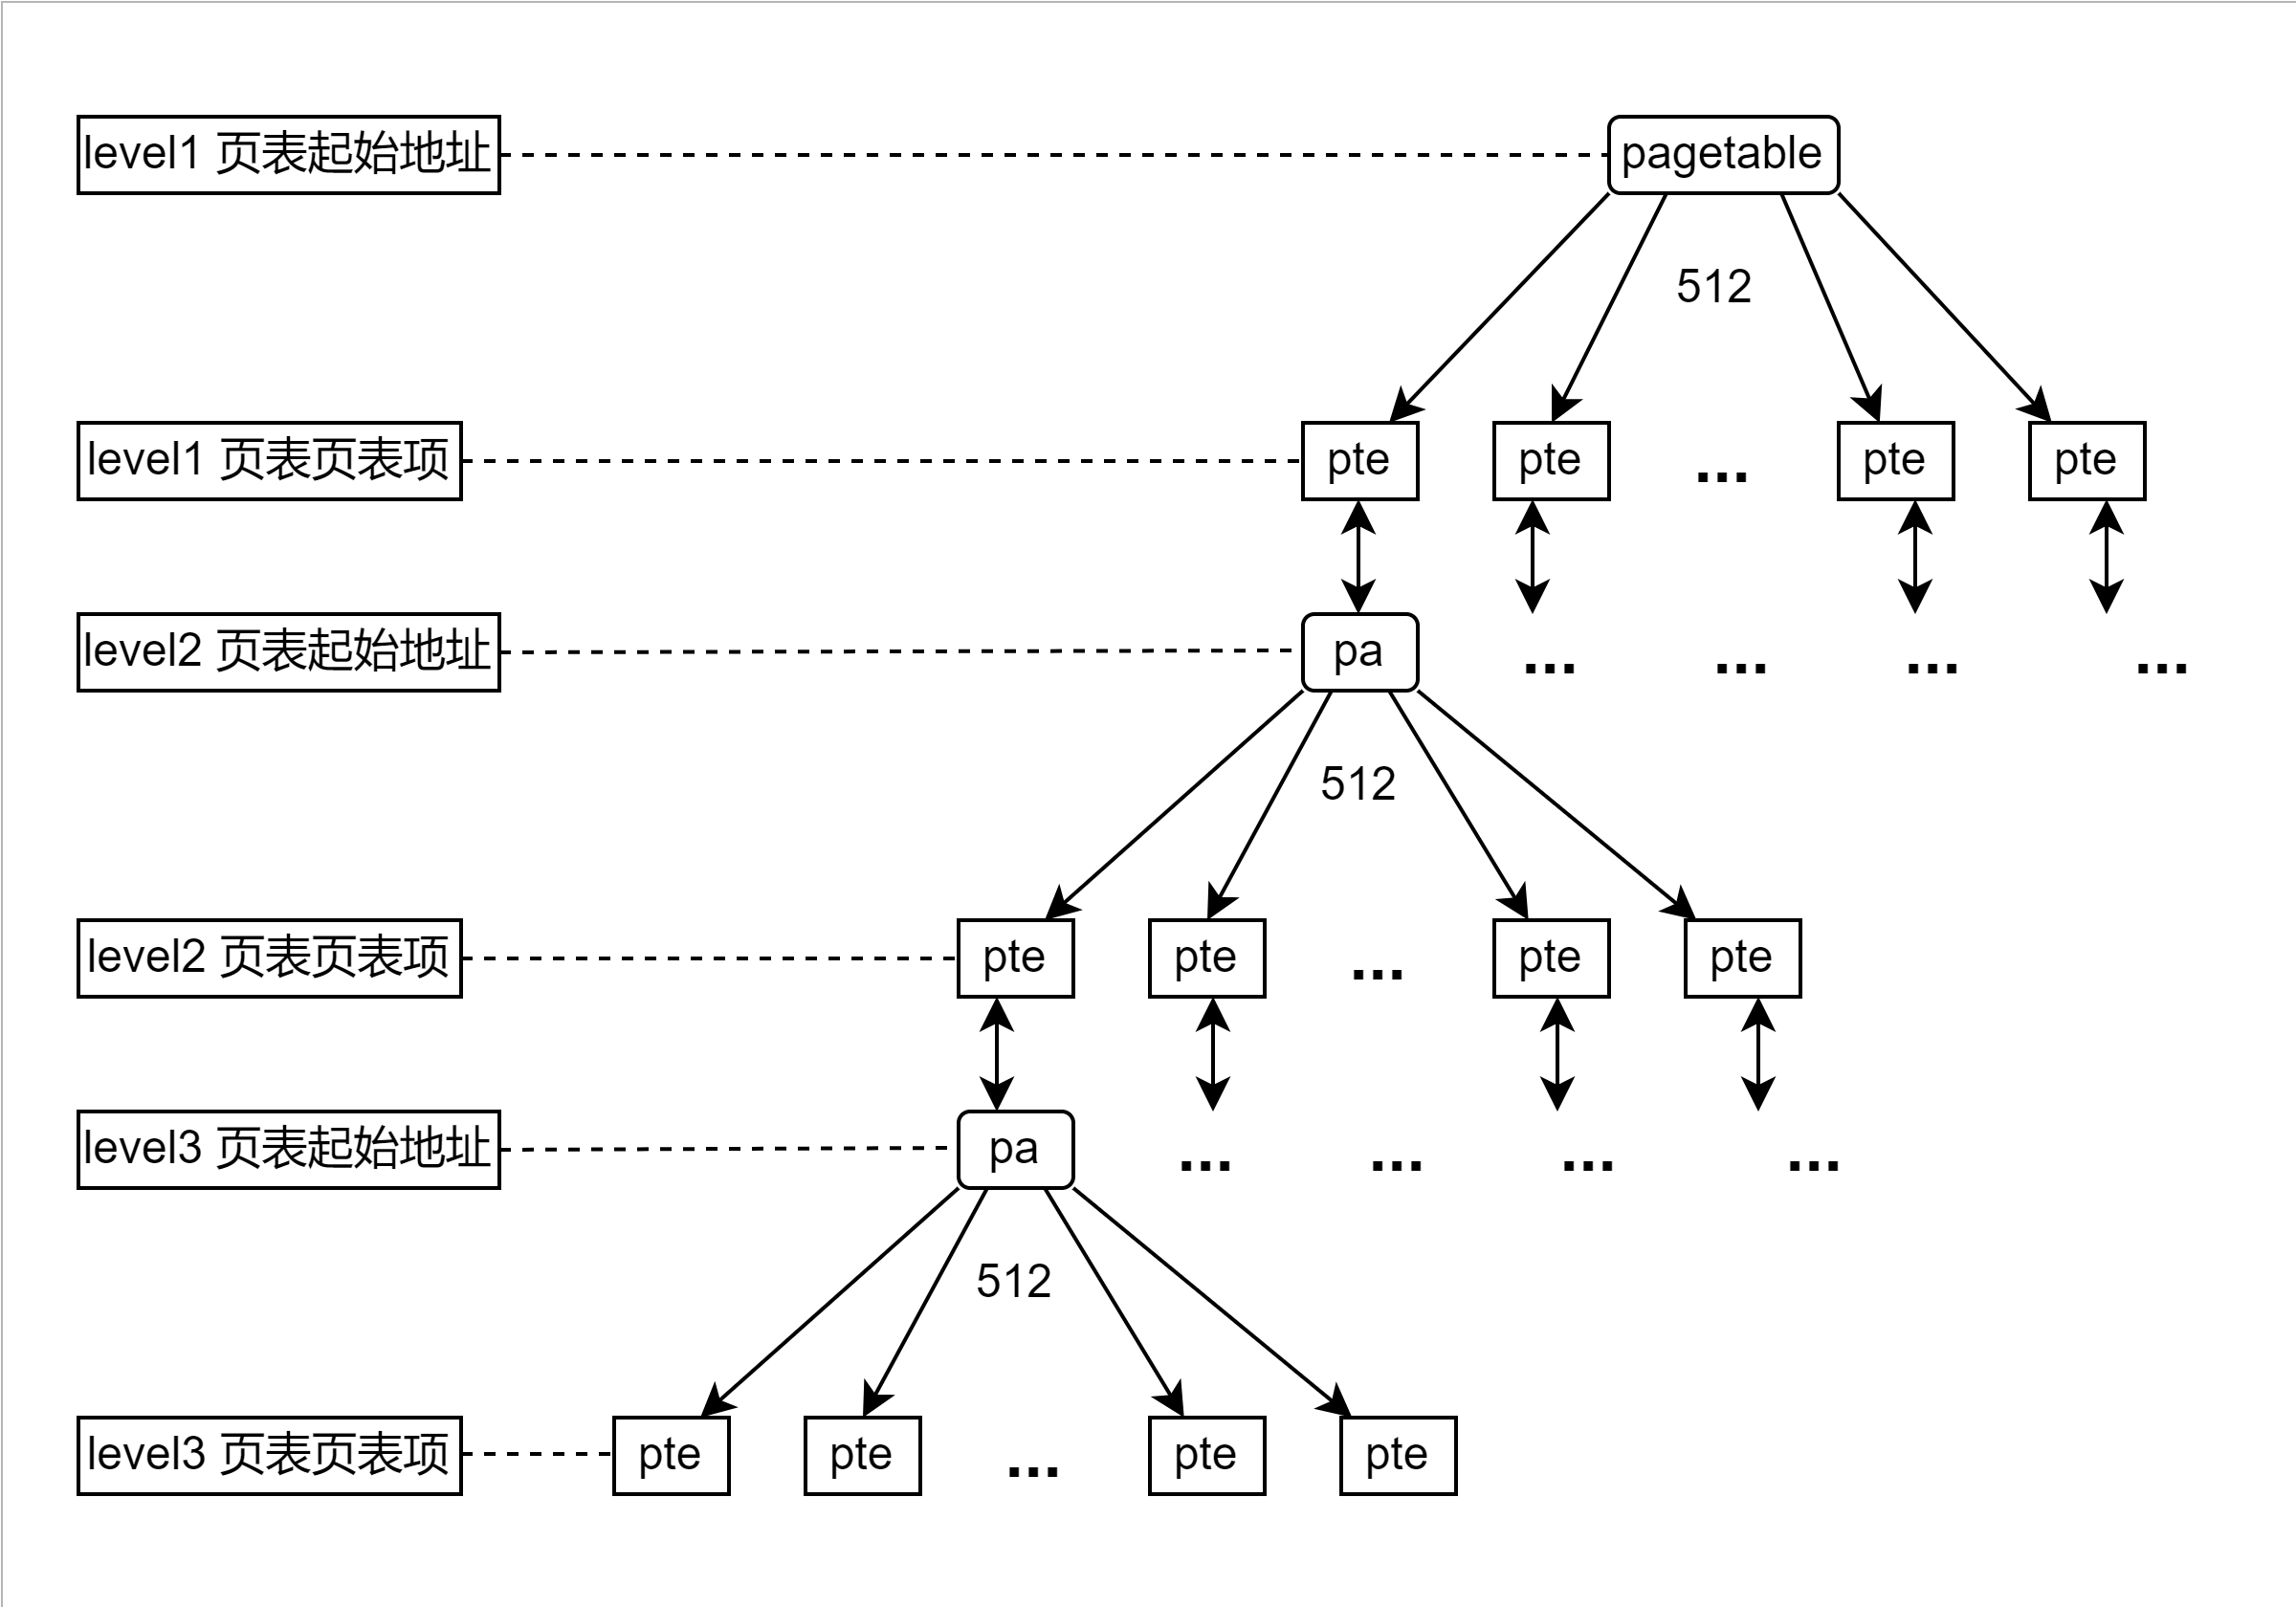 level1 页表起始地址
pagetable
512
level1 页表页表项
pte
pte
...
pte
pte
level2 页表起始地址
pa
...
...
...
...
512
level2 页表页表项
pte
pte
...
pte
pte
level3 页表起始地址
pa
...
...
...
...
512
level3 页表页表项
pte
pte
...
pte
pte